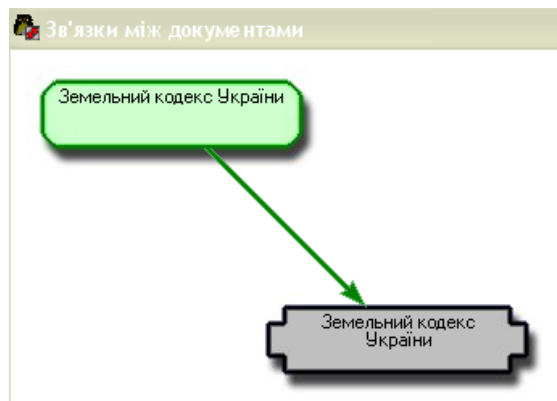 Зв'язки між документами
Земельний кодекс України
Земельний кодекс
України